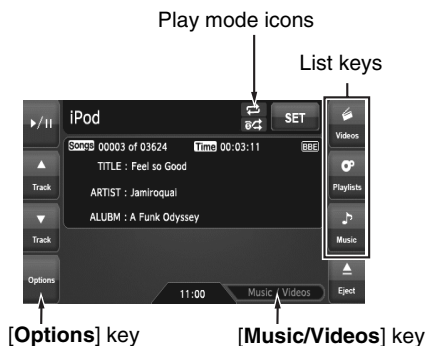 Play mode icons
List keys
iPod
SET
Videos
Songs 00003 of 03624 Time 00:03:11 BBE
TITLE : Feel so Good
Track
ARTIST : Jamiroquai
Playlists
ALUBM : A Funk Odyssey
Track
Music
Options
11:00
Music / Videos
Eject
[Options] key
[Music/Videos] key